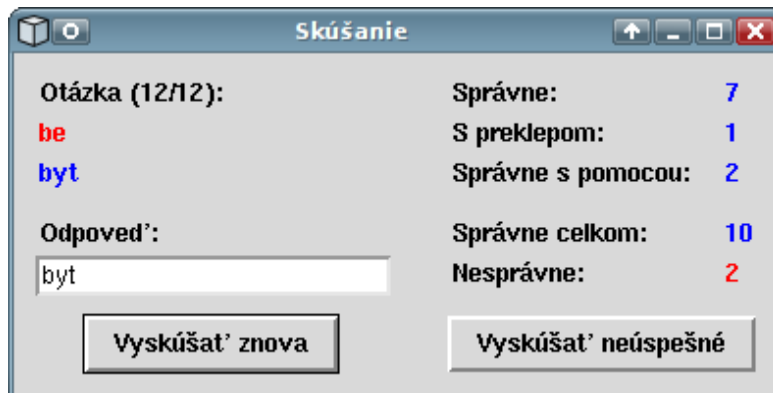 Skúšanie
Otázka (12/12):
be
byt
Odpoveď:
byt
Vyskúšať znova
Správne: 7
S preklepom: 1
Správne s pomocou: 2
Správne celkom: 10
Nesprávne: 2
Vyskúšať neúspešné